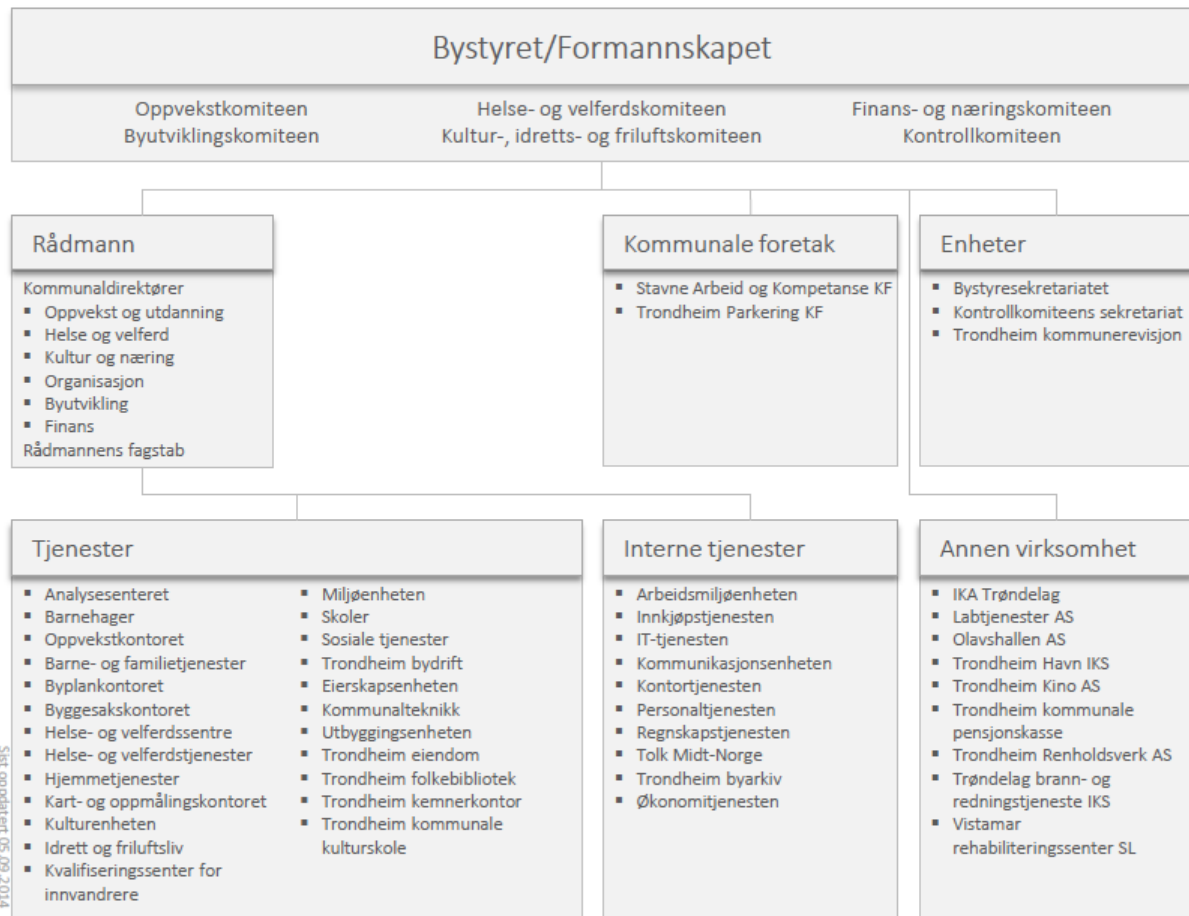 Bystyret/Formannskapet
Oppvekstkomiteen
Byutviklingskomiteen
Helse- og velferdskomiteen
Kultur-, idretts- og friluftskomiteen
Finans- og næringskomiteen
Kontrollkomiteen
Rådmann
Kommunaldirektører
▪ Oppvekst og utdanning
▪ Helse og velferd
▪ Kultur og næring
▪ Organisasjon
▪ Byutvikling
▪ Finans
Rådmannens fagstab
Kommunale foretak
▪ Stavne Arbeid og Kompetanse KF
▪ Trondheim Parkering KF
Enheter
▪ Bystyresekretariatet
▪ Kontrollkomiteens sekretariat
▪ Trondheim kommunerevisjon
Tjenester
▪ Analysesenteret
▪ Barnehager
▪ Oppvekstkontoret
▪ Barne- og familietjenester
▪ Byplankontoret
▪ Byggesakskontoret
▪ Helse- og velferdssentre
▪ Helse- og velferdstjenester
▪ Hjemmetjenester
▪ Kart- og oppmålingskontoret
▪ Kulturenheten
▪ Idrett og friluftsliv
▪ Kvalifiseringssenter for
innvandrere
▪ Miljøenheten
▪ Skoler
▪ Sosiale tjenester
▪ Trondheim bydrift
▪ Eierskapsenheten
▪ Kommunalteknikk
▪ Utbyggingsenheten
▪ Trondheim eiendom
▪ Trondheim folkebibliotek
▪ Trondheim kemnerkontor
▪ Trondheim kommunale
kulturskole
Interne tjenester
▪ Arbeidsmiljøenheten
▪ Innkjøpstjenesten
▪ IT-tjenesten
▪ Kommunikasjonsenheten
▪ Kontortjenesten
▪ Personaltjenesten
▪ Regnskapstjenesten
▪ Tolk Midt-Norge
▪ Trondheim byarkiv
▪ Økonomitjenesten
Annen virksomhet
▪ IKA Trøndelag
▪ Labtjenester AS
▪ Olavshallen AS
▪ Trondheim Havn IKS
▪ Trondheim Kino AS
▪ Trondheim kommunale
pensjonskasse
▪ Trondheim Renholdsverk AS
▪ Trøndelag brann- og
redningstjeneste IKS
▪ Vistamar
rehabiliteringssenter SL
Sist oppdatert 05.09.2014